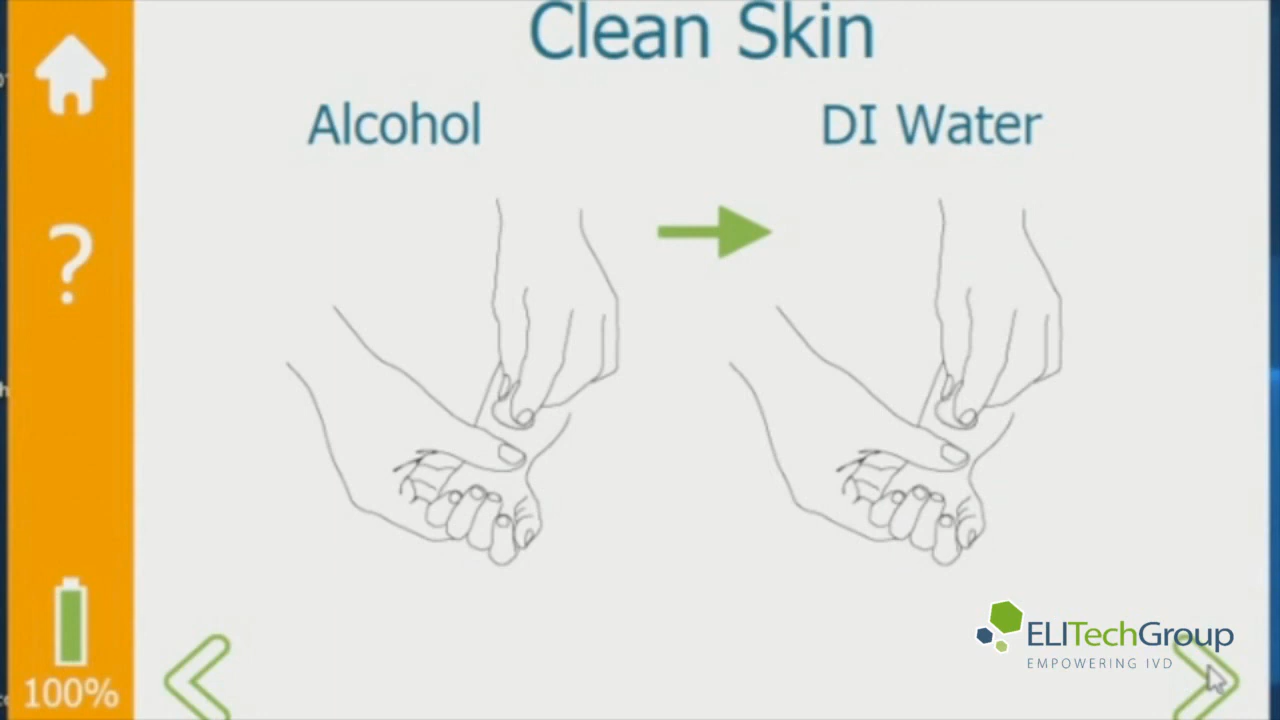 Clean Skin
Alcohol
DI Water
?
100%
ELITechGroup
EMPOWERING IVD